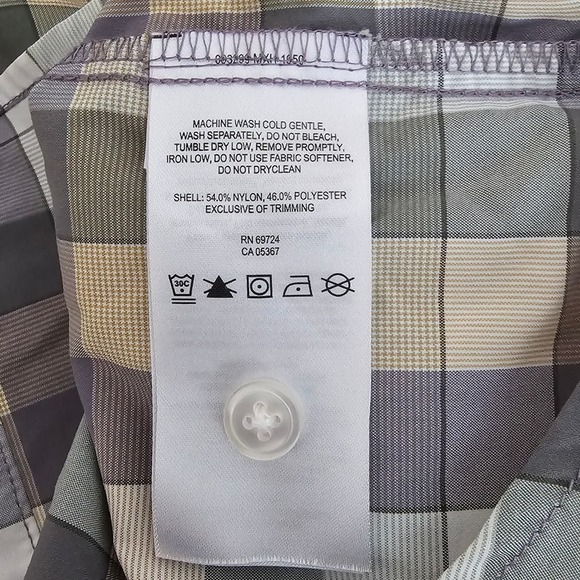 MACHINE WASH COLD GENTLE,
WASH SEPARATELY, DO NOT BLEACH,
TUMBLE DRY LOW, REMOVE PROMPTLY,
IRON LOW, DO NOT USE FABRIC SOFTENER,
DO NOT DRYCLEAN
SHELL: 54.0% NYLON, 46.0% POLYESTER
EXCLUSIVE OF TRIMMING
RN 69724
CA 05367
30C